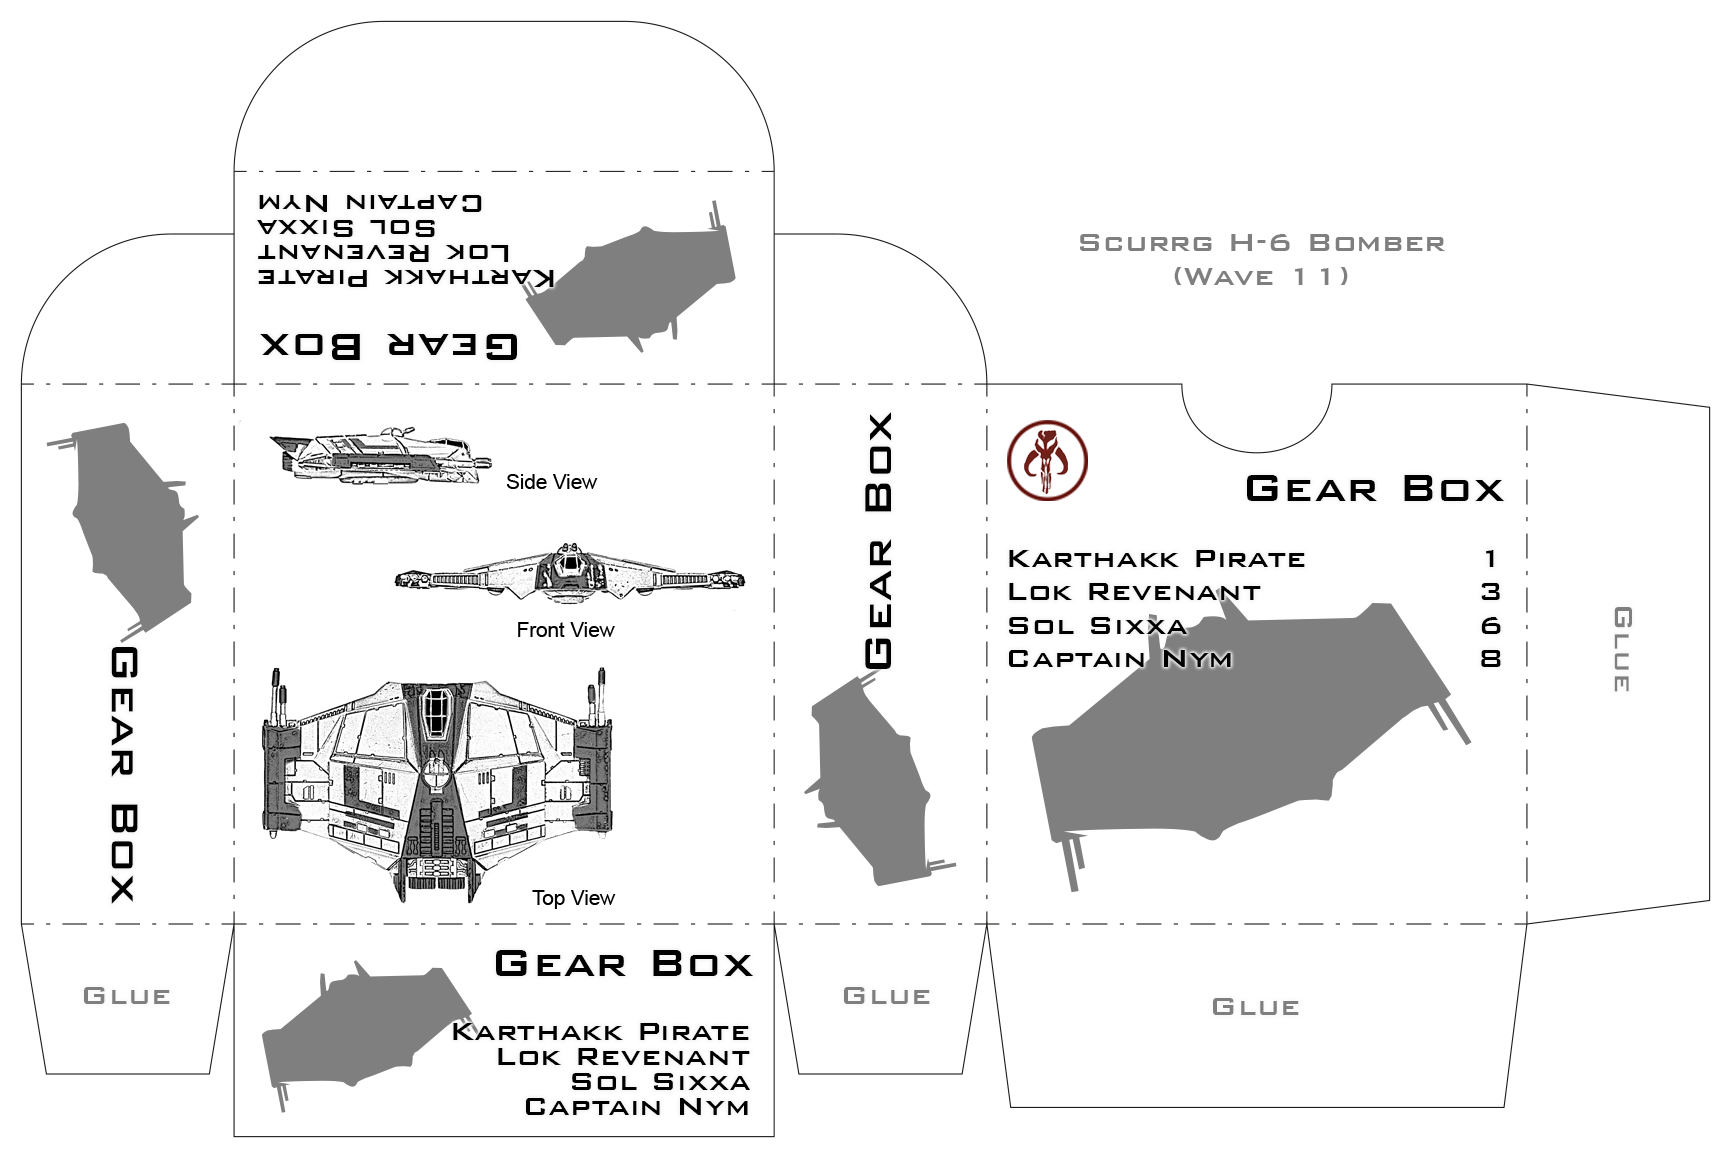 Captain Nym
Sol Sixxa
Lok Revenant
Karthakk Pirate
Gear Box
Scurrg H-6 Bomber
(Wave 11)
Gear Box
Side View
Front View
Top View
Gear Box
Gear Box
Karthakk Pirate 1
Lok Revenant 3
Sol Sixxa 6
Captain Nym 8
Glue
Glue
Gear Box
Karthakk Pirate
Lok Revenant
Sol Sixxa
Captain Nym
Glue
Glue